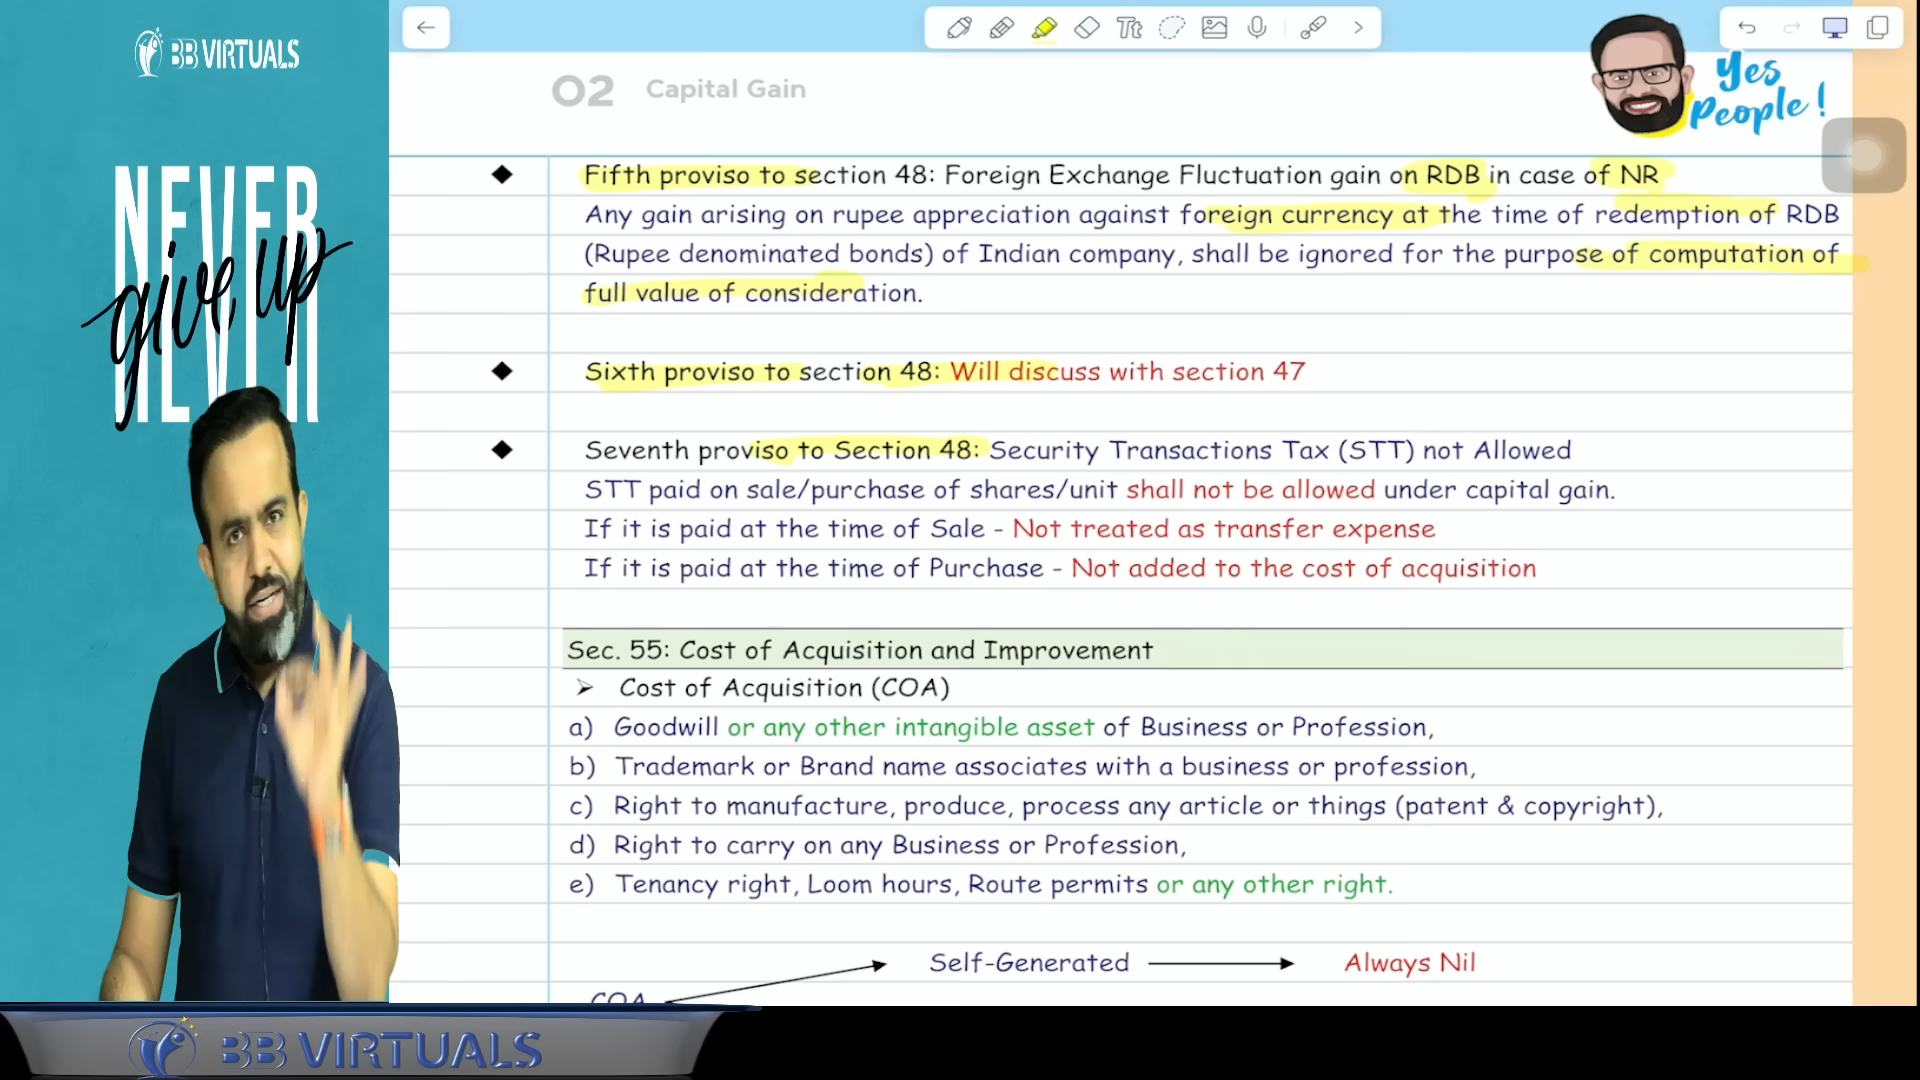 BB VIRTUALS
NEVER
give up
NEVER
Tt
02 Capital Gain
Yes
People!
Fifth proviso to section 48: Foreign Exchange Fluctuation gain on RDB in case of NR
Any gain arising on rupee appreciation against foreign currency at the time of redemption of RDB
(Rupee denominated bonds) of Indian company, shall be ignored for the purpose of computation of
full value of consideration.
Sixth proviso to section 48: Will discuss with section 47
Seventh proviso to Section 48: Security Transactions Tax (STT) not Allowed
STT paid on sale/purchase of shares/unit shall not be allowed under capital gain.
If it is paid at the time of Sale - Not treated as transfer expense
If it is paid at the time of Purchase - Not added to the cost of acquisition
Sec. 55: Cost of Acquisition and Improvement
➢ Cost of Acquisition (COA)
a) Goodwill or any other intangible asset of Business or Profession,
b) Trademark or Brand name associates with a business or profession,
c) Right to manufacture, produce, process any article or things (patent & copyright),
d) Right to carry on any Business or Profession,
e) Tenancy right, Loom hours, Route permits or any other right.
Self-Generated Always Nil
COA
BB VIRTUALS